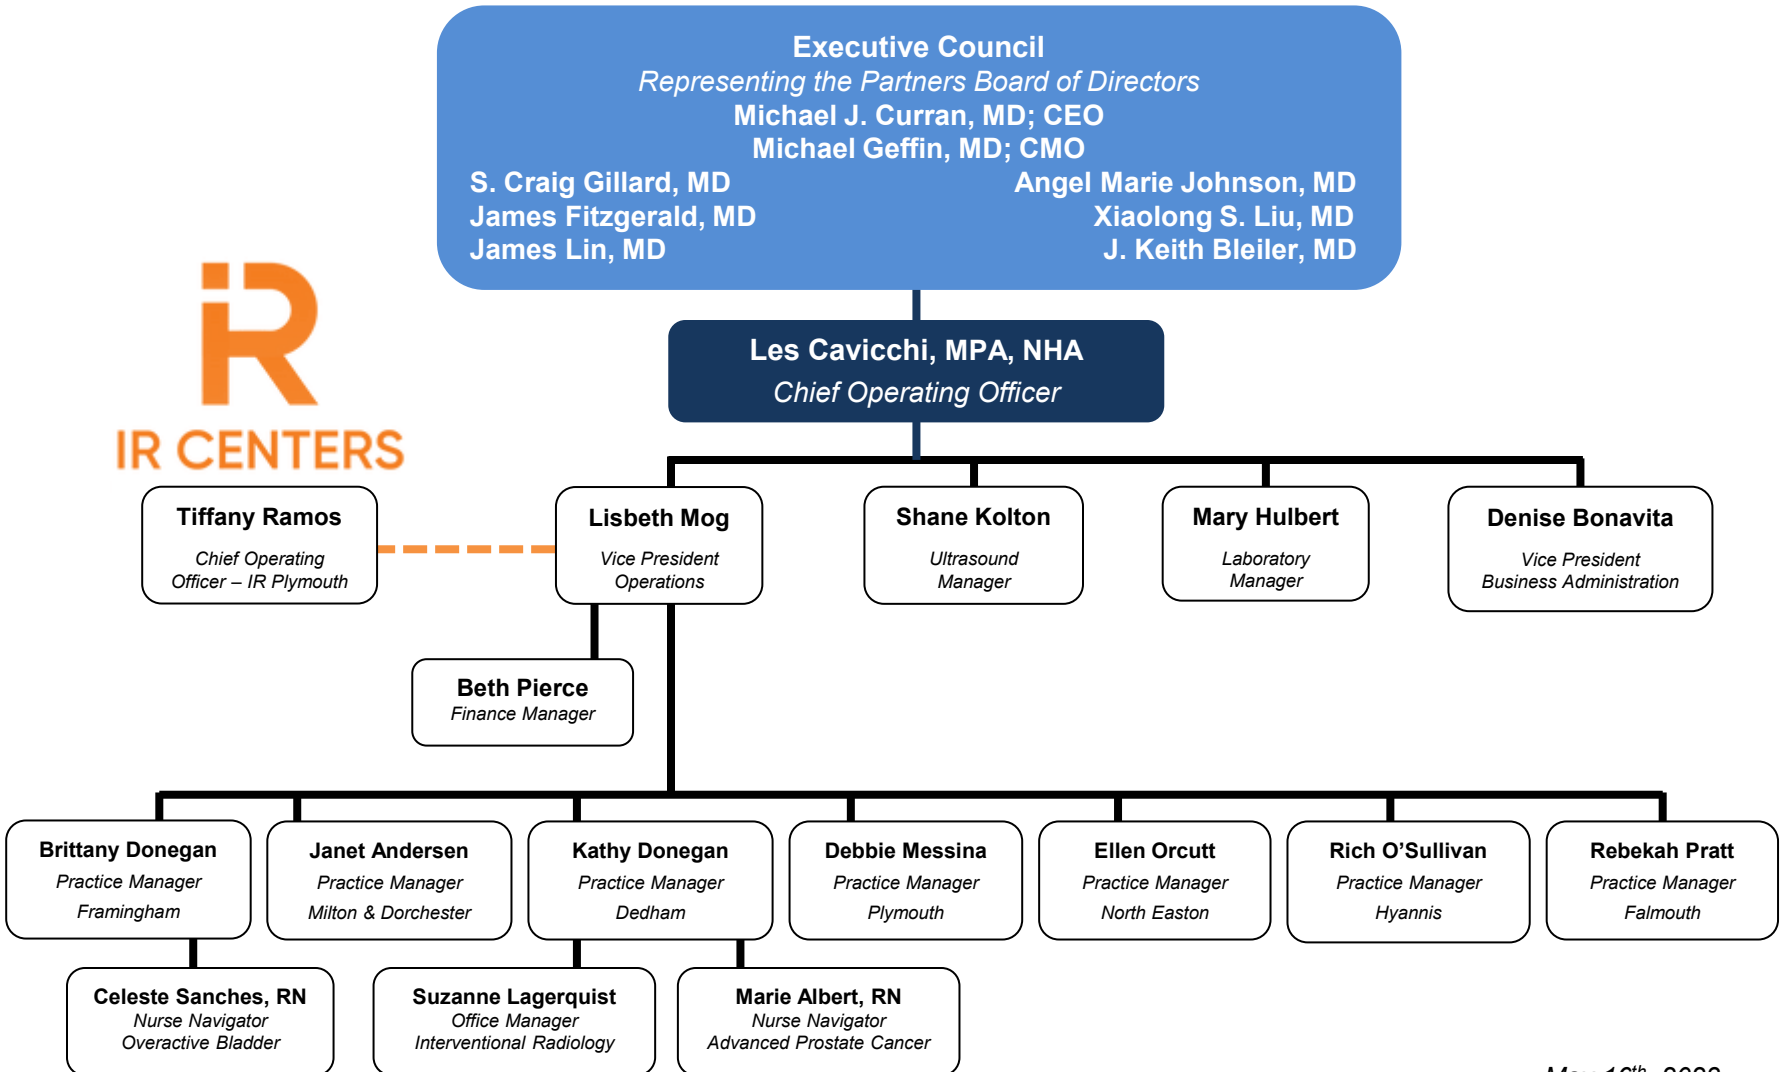 Executive Council
Representing the Partners Board of Directors
Michael J. Curran, MD; CEO
Michael Geffin, MD; CMO
S. Craig Gillard, MD
Angel Marie Johnson, MD
James Fitzgerald, MD
Xiaolong S. Liu, MD
James Lin, MD
J. Keith Bleiler, MD
Les Cavicchi, MPA, NHA
Chief Operating Officer
iR
IR CENTERS
Tiffany Ramos
Chief Operating
Officer – IR Plymouth
Lisbeth Mog
Vice President
Operations
Shane Kolton
Ultrasound
Manager
Mary Hulbert
Laboratory
Manager
Denise Bonavita
Vice President
Business Administration
Beth Pierce
Finance Manager
Brittany Donegan
Practice Manager
Framingham
Janet Andersen
Practice Manager
Milton & Dorchester
Kathy Donegan
Practice Manager
Dedham
Debbie Messina
Practice Manager
Plymouth
Ellen Orcutt
Practice Manager
North Easton
Rich O’Sullivan
Practice Manager
Hyannis
Rebekah Pratt
Practice Manager
Falmouth
Celeste Sanches, RN
Nurse Navigator
Overactive Bladder
Suzanne Lagerquist
Office Manager
Interventional Radiology
Marie Albert, RN
Nurse Navigator
Advanced Prostate Cancer
May